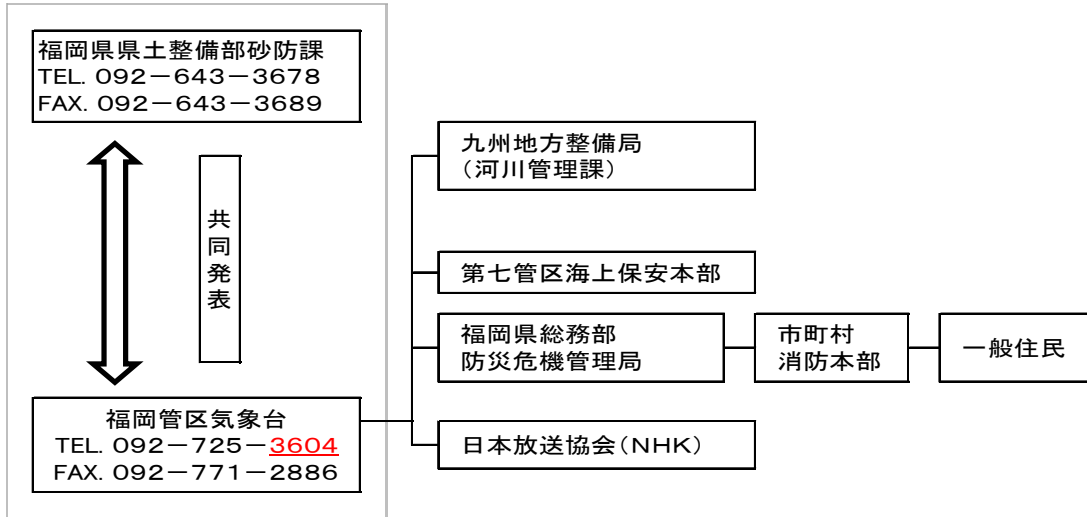 福岡県県土整備部砂防課
TEL. 092－643－3678
FAX. 092－643－3689
共同発表
福岡管区気象台
TEL. 092－725－3604
FAX. 092－771－2886
九州地方整備局
（河川管理課）
第七管区海上保安本部
福岡県総務部
防災危機管理局
市町村
消防本部
一般住民
日本放送協会（NHK）